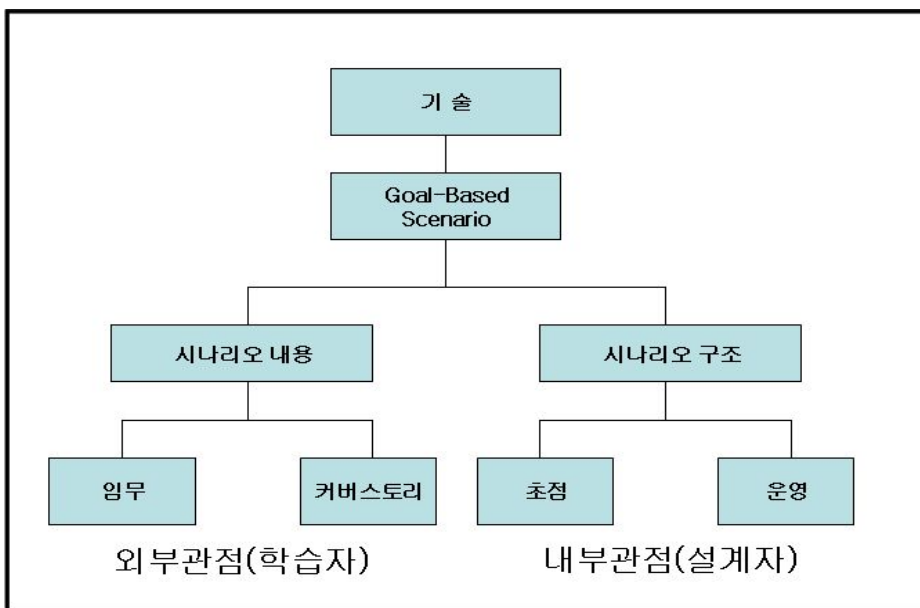 기 술
Goal-Based
Scenario
시나리오 내용
시나리오 구조
임무
커버스토리
초점
운영
외부관점(학습자)
내부관점(설계자)